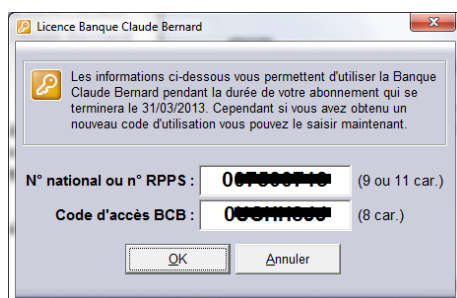 Licence Banque Claude Bernard
Les informations ci-dessous vous permettent d'utiliser la Banque
Claude Bernard pendant la durée de votre abonnement qui se
terminera le 31/03/2013. Cependant si vous avez obtenu un
nouveau code d'utilisation vous pouvez le saisir maintenant.
N° national ou n° RPPS : (9 ou 11 car.)
Code d'accès BCB : (8 car.)
OK Annuler